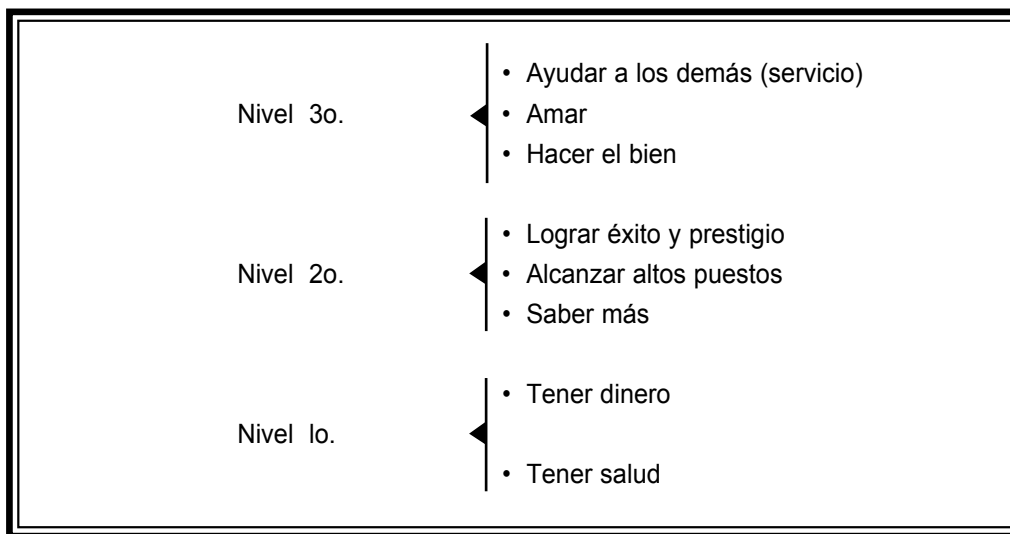 • Ayudar a los demás (servicio)
Nivel 3o.
• Amar
• Hacer el bien
• Lograr éxito y prestigio
Nivel 2o.
• Alcanzar altos puestos
• Saber más
• Tener dinero
Nivel lo.
• Tener salud